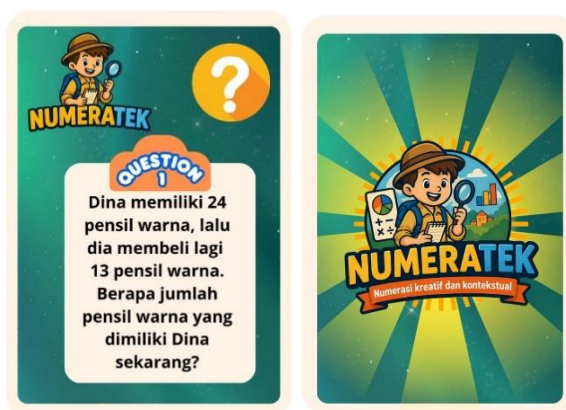 NUMERATEK
?
QUESTION
1
Dina memiliki 24
pensil warna, lalu
dia membeli lagi
13 pensil warna.
Berapa jumlah
pensil warna yang
dimiliki Dina
sekarang?
+ -
× ÷
NUMERATEK
Numerasi kreatif dan kontekstual